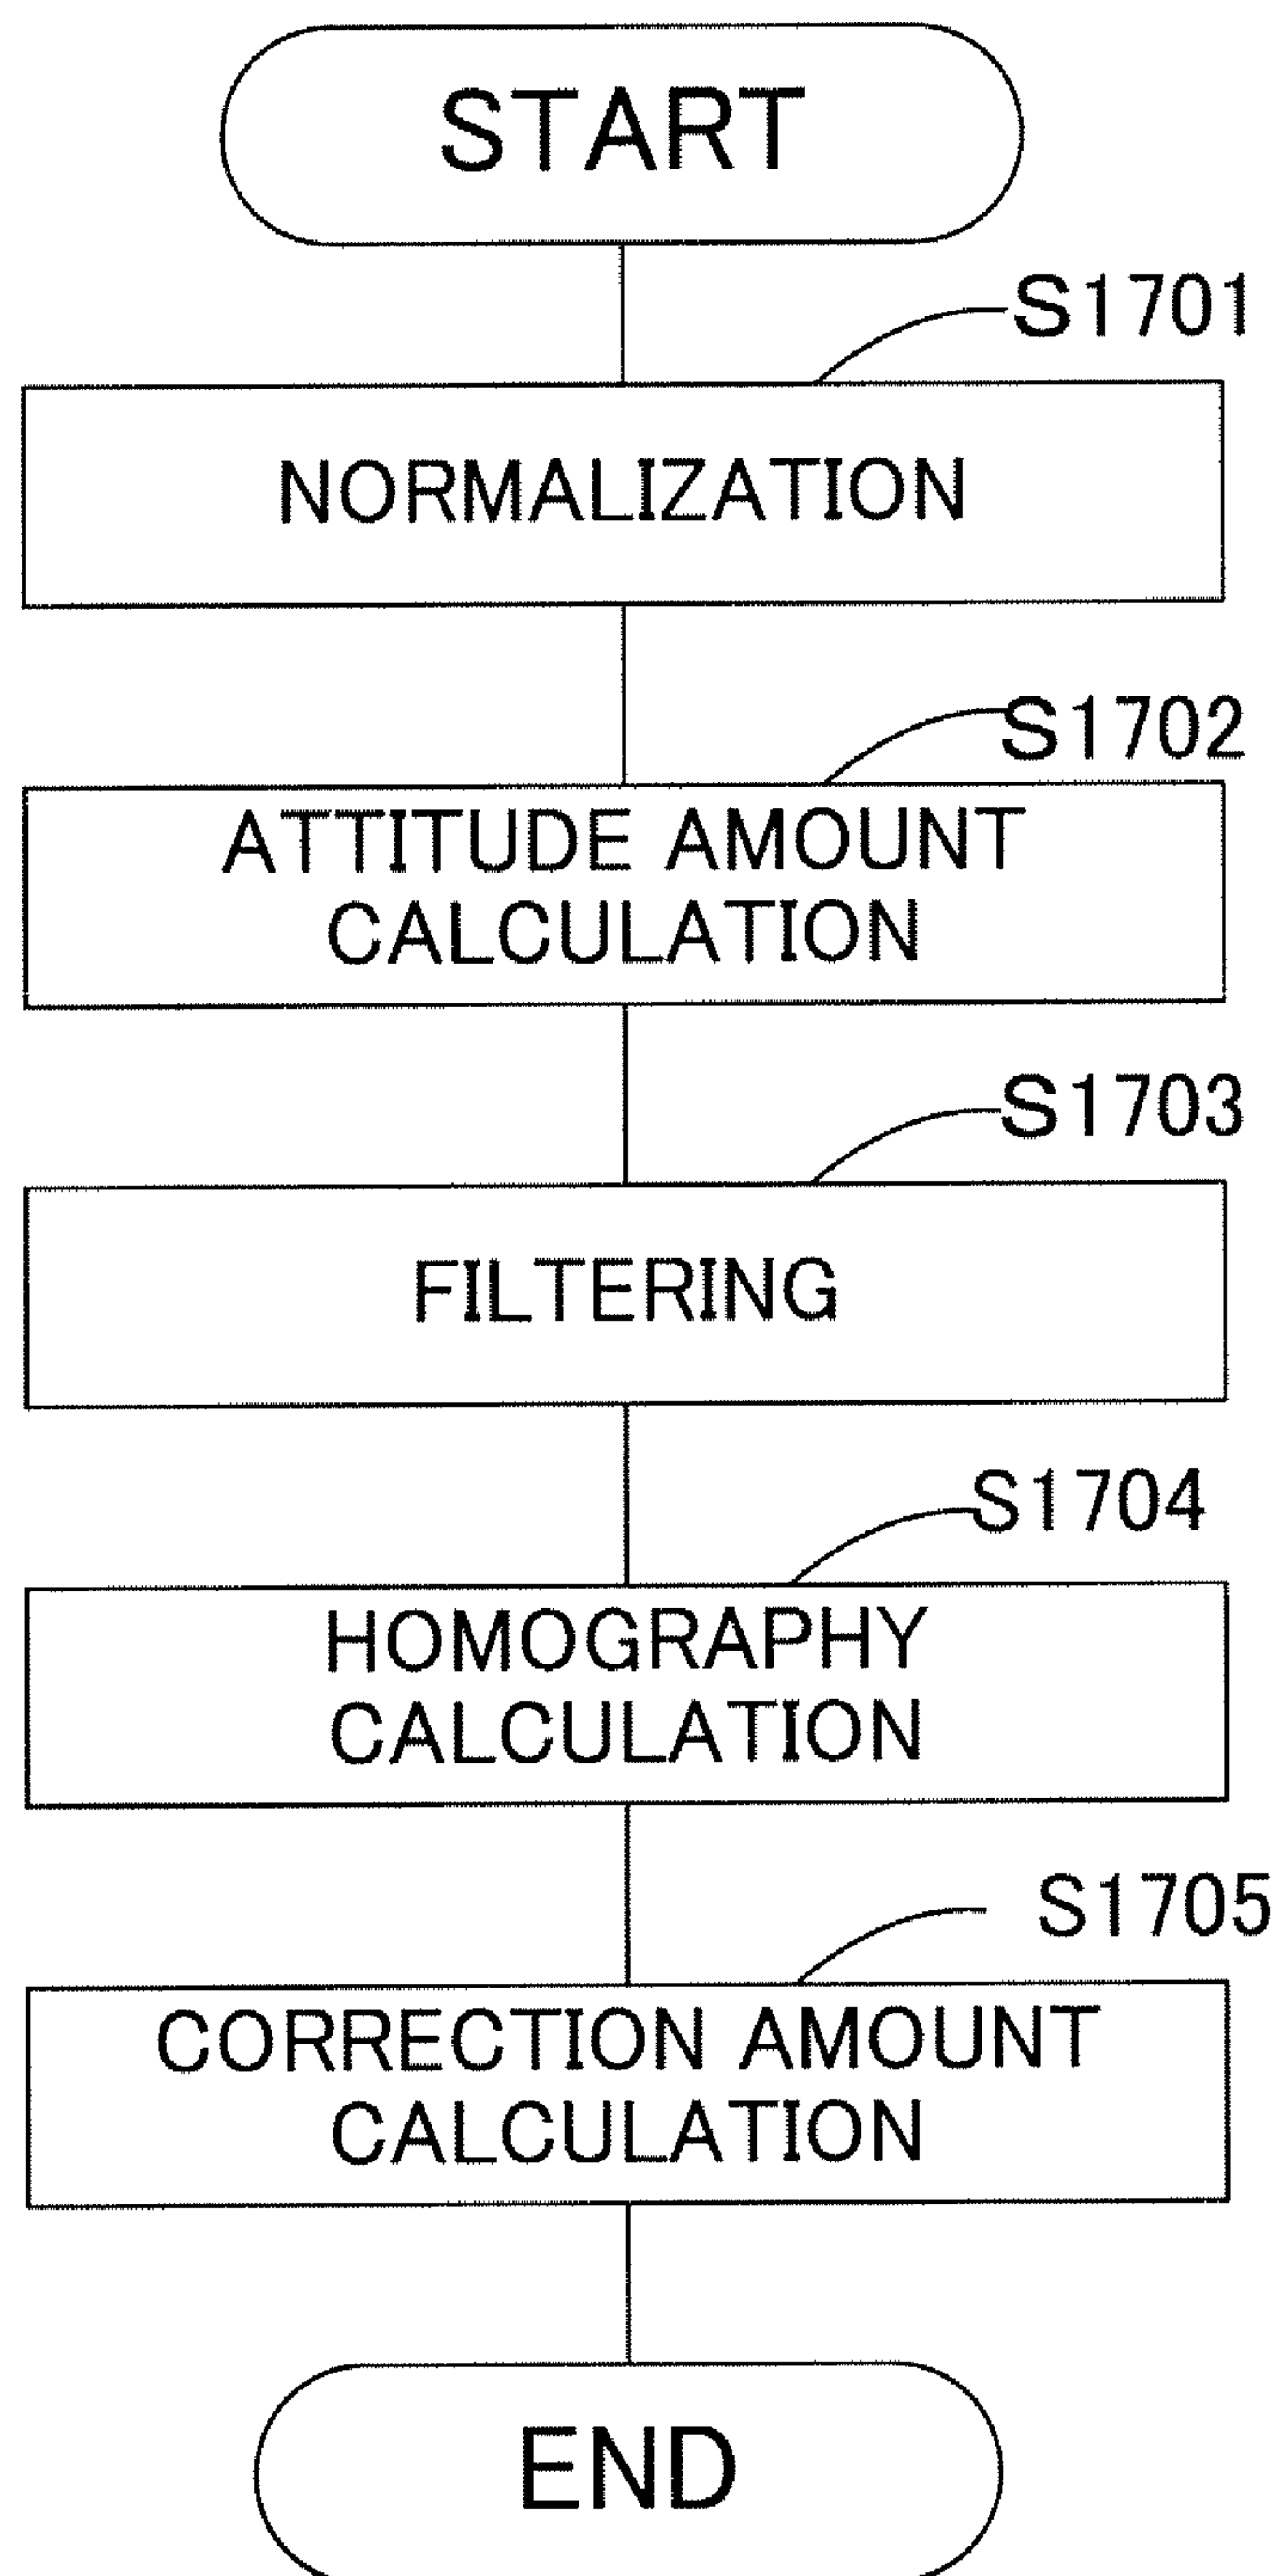 START
S1701
NORMALIZATION
S1702
ATTITUDE AMOUNT
CALCULATION
S1703
FILTERING
S1704
HOMOGRAPHY
CALCULATION
S1705
CORRECTION AMOUNT
CALCULATION
END